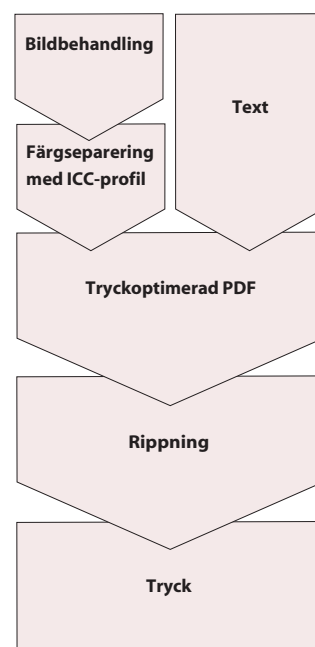 Bildbehandling
Text
Färgseparering
med ICC-profil
Tryckoptimerad PDF
Rippning
Tryck